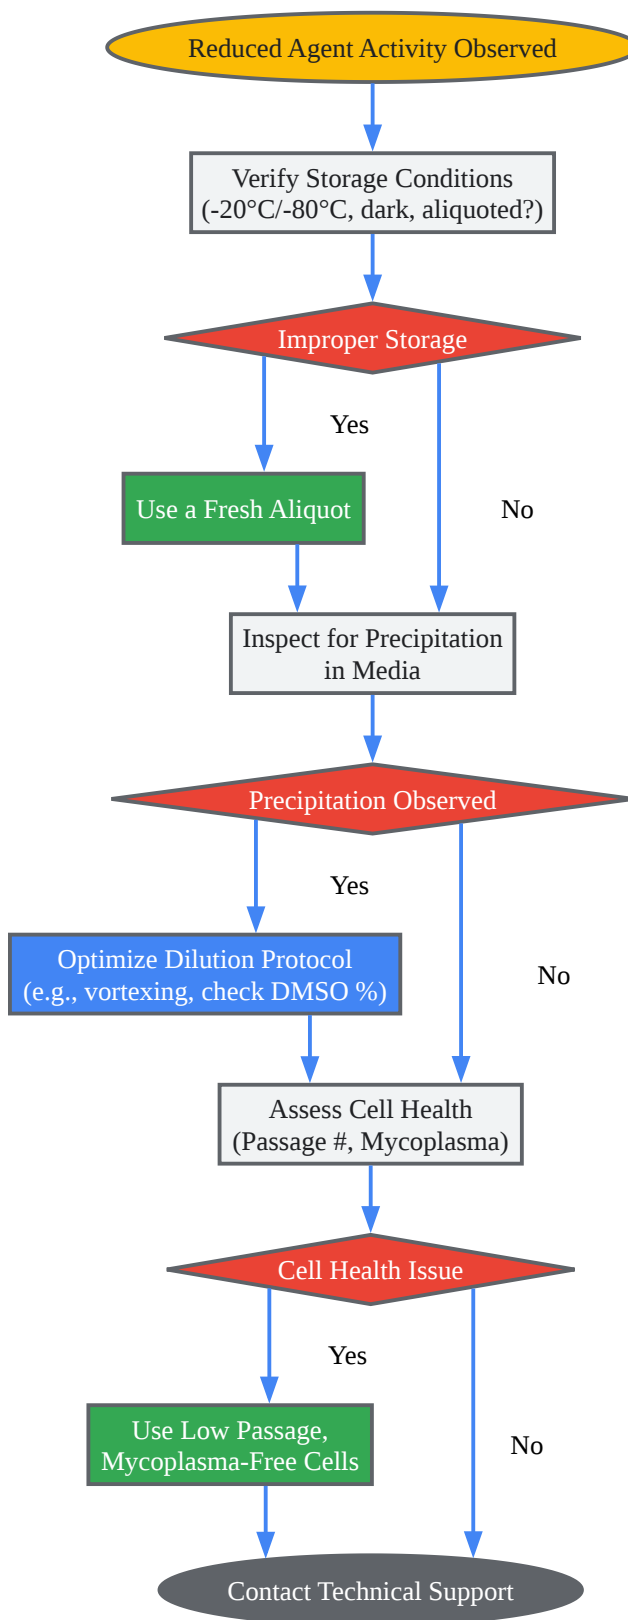 Reduced Agent Activity Observed
Verify Storage Conditions
(-20°C/-80°C, dark, aliquoted?)
Improper Storage
Yes
Use a Fresh Aliquot
No
Inspect for Precipitation
in Media
Precipitation Observed
Yes
Optimize Dilution Protocol
(e.g., vortexing, check DMSO %)
No
Assess Cell Health
(Passage #, Mycoplasma)
Cell Health Issue
Yes
Use Low Passage,
Mycoplasma-Free Cells
No
Contact Technical Support